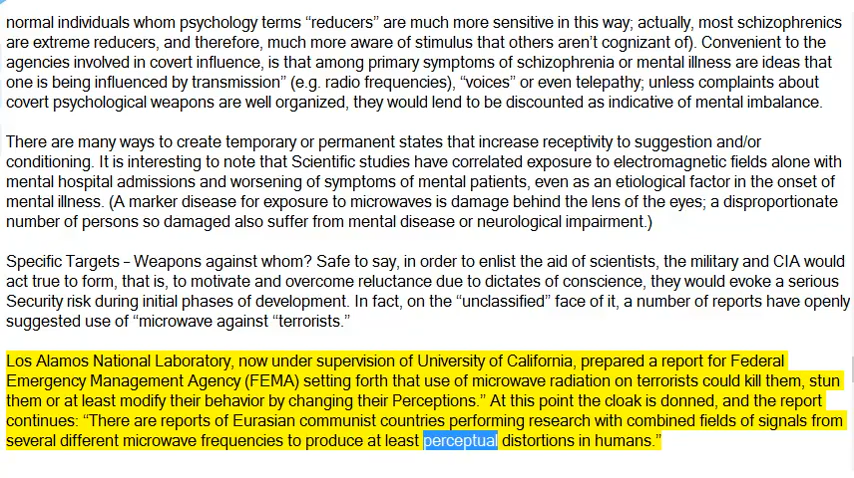 normal individuals whom psychology terms “reducers” are much more sensitive in this way; actually, most schizophrenics
are extreme reducers, and therefore, much more aware of stimulus that others aren’t cognizant of). Convenient to the
agencies involved in covert influence, is that among primary symptoms of schizophrenia or mental illness are ideas that
one is being influenced by transmission” (e.g. radio frequencies), “voices” or even telepathy; unless complaints about
covert psychological weapons are well organized, they would lend to be discounted as indicative of mental imbalance.
There are many ways to create temporary or permanent states that increase receptivity to suggestion and/or
conditioning. It is interesting to note that Scientific studies have correlated exposure to electromagnetic fields alone with
mental hospital admissions and worsening of symptoms of mental patients, even as an etiological factor in the onset of
mental illness. (A marker disease for exposure to microwaves is damage behind the lens of the eyes; a disproportionate
number of persons so damaged also suffer from mental disease or neurological impairment.)
Specific Targets – Weapons against whom? Safe to say, in order to enlist the aid of scientists, the military and CIA would
act true to form, that is, to motivate and overcome reluctance due to dictates of conscience, they would evoke a serious
Security risk during initial phases of development. In fact, on the “unclassified” face of it, a number of reports have openly
suggested use of “microwave against “terrorists.”
Los Alamos National Laboratory, now under supervision of University of California, prepared a report for Federal
Emergency Management Agency (FEMA) setting forth that use of microwave radiation on terrorists could kill them, stun
them or at least modify their behavior by changing their Perceptions.” At this point the cloak is donned, and the report
continues: “There are reports of Eurasian communist countries performing research with combined fields of signals from
several different microwave frequencies to produce at least perceptual distortions in humans.”